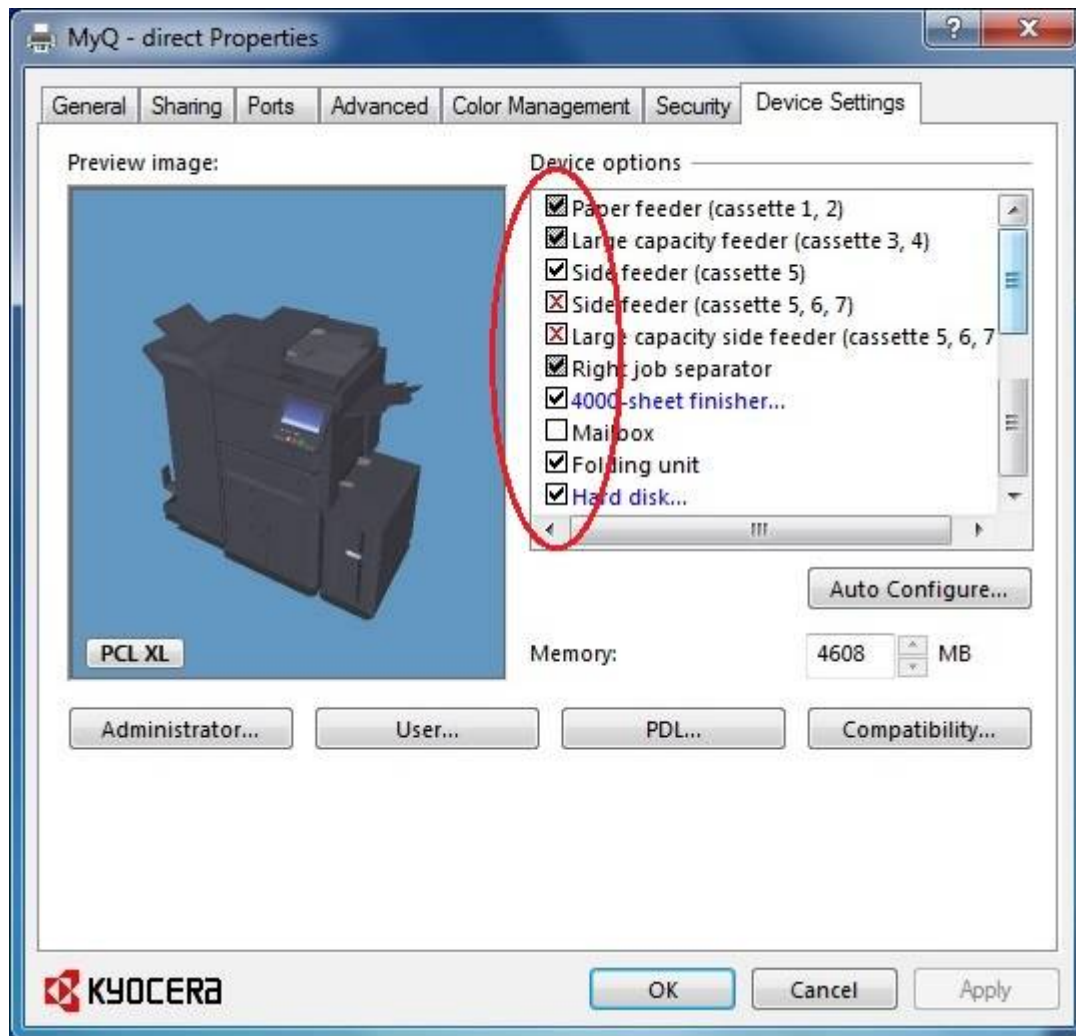 MyQ - direct Properties
General Sharing Ports Advanced Color Management Security Device Settings
Preview image:
PCL XL
Device options
Paper feeder (cassette 1, 2)
Large capacity feeder (cassette 3, 4)
Side feeder (cassette 5)
Side feeder (cassette 5, 6, 7)
Large capacity side feeder (cassette 5, 6, 7
Right job separator
4000-sheet finisher...
Mailbox
Folding unit
Hard disk...
Auto Configure...
Memory: 4608 MB
Administrator... User... PDL... Compatibility...
KYOCERA
OK Cancel Apply